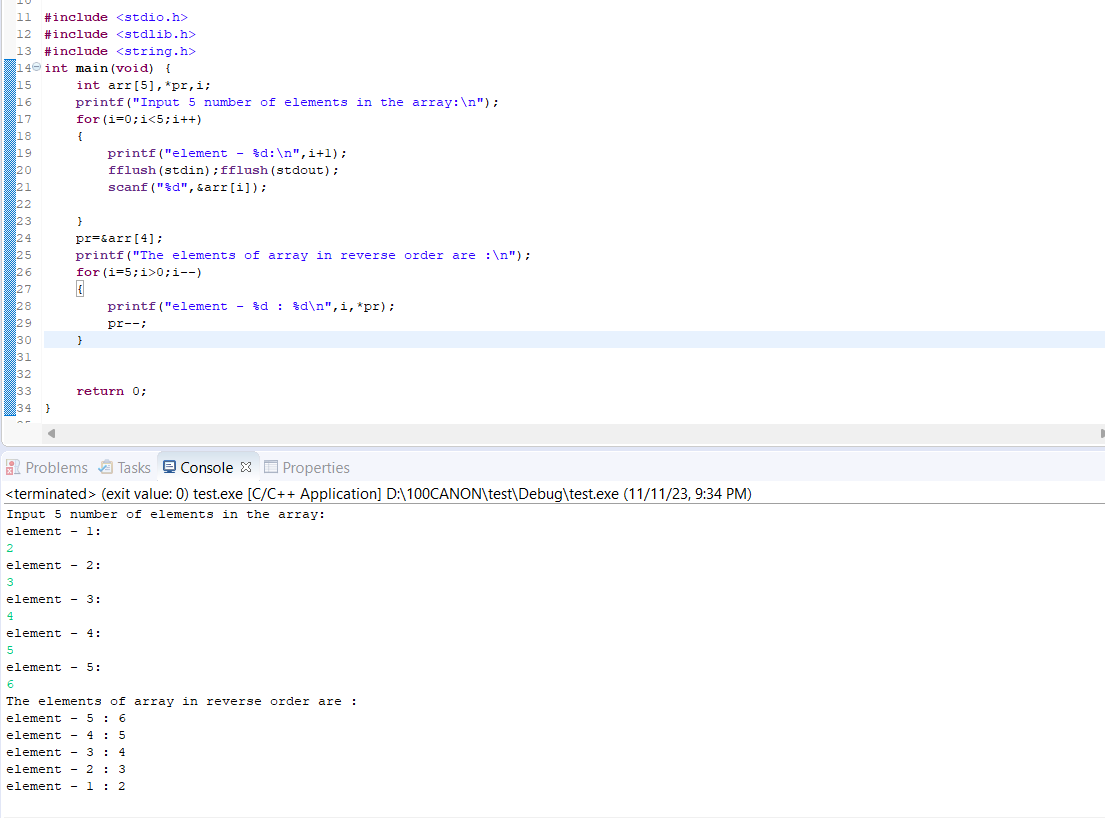 11 #include <stdio.h>
12 #include <stdlib.h>
13 #include <string.h>
14 int main(void) {
15     int arr[5],*pr,i;
16     printf("Input 5 number of elements in the array:\n");
17     for(i=0;i<5;i++)
18     {
19         printf("element - %d:\n",i+1);
20         fflush(stdin);fflush(stdout);
21         scanf("%d",&arr[i]);
22
23     }
24     pr=&arr[4];
25     printf("The elements of array in reverse order are :\n");
26     for(i=5;i>0;i--)
27     {
28         printf("element - %d : %d\n",i,*pr);
29         pr--;
30     }
31
32
33     return 0;
34 }
Problems Tasks Console Properties
<terminated> (exit value: 0) test.exe [C/C++ Application] D:\100CANON\test\Debug\test.exe (11/11/23, 9:34 PM)
Input 5 number of elements in the array:
element - 1:
2
element - 2:
3
element - 3:
4
element - 4:
5
element - 5:
6
The elements of array in reverse order are :
element - 5 : 6
element - 4 : 5
element - 3 : 4
element - 2 : 3
element - 1 : 2